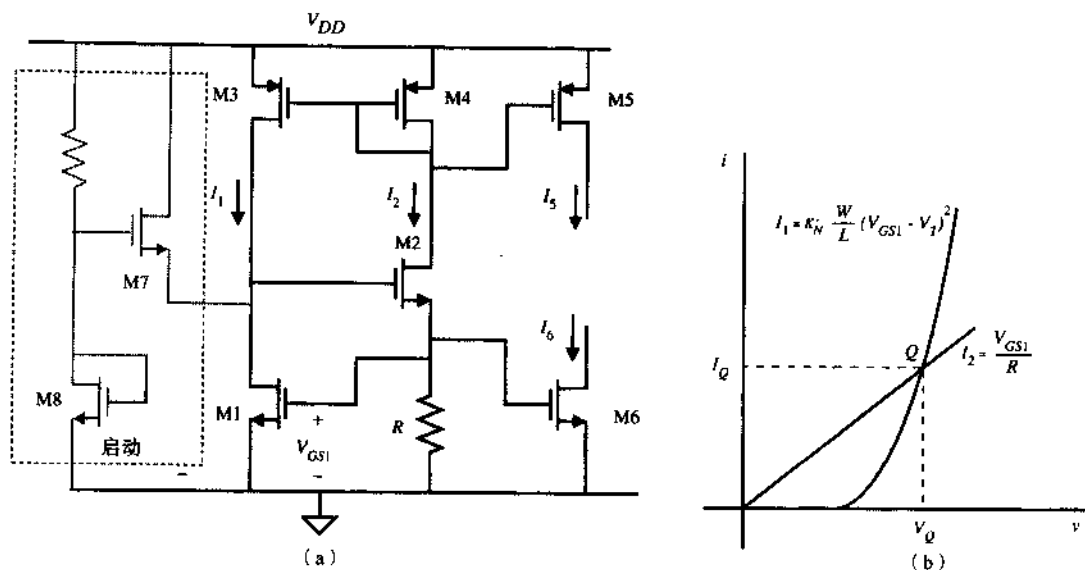 V_DD
M3
M4
M5
I_1
I_2
I_5
M7
M2
I_6
M8
启动
M1
+
V_GS1
-
R
M6
(a)
i
I_1 = K'_N W/L (V_GS1 - V_T)^2
Q
I_2 = V_GS1/R
I_Q
V_Q
v
(b)